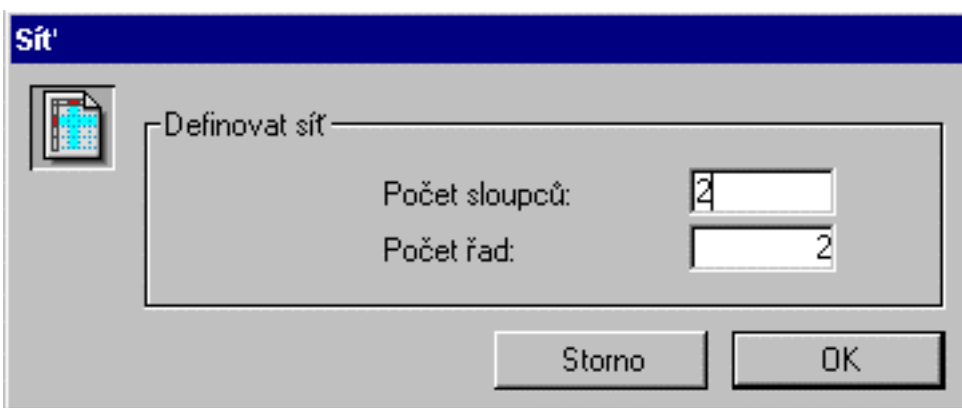 Síť
Definovat síť
Počet sloupců: 2
Počet řad: 2
Storno OK